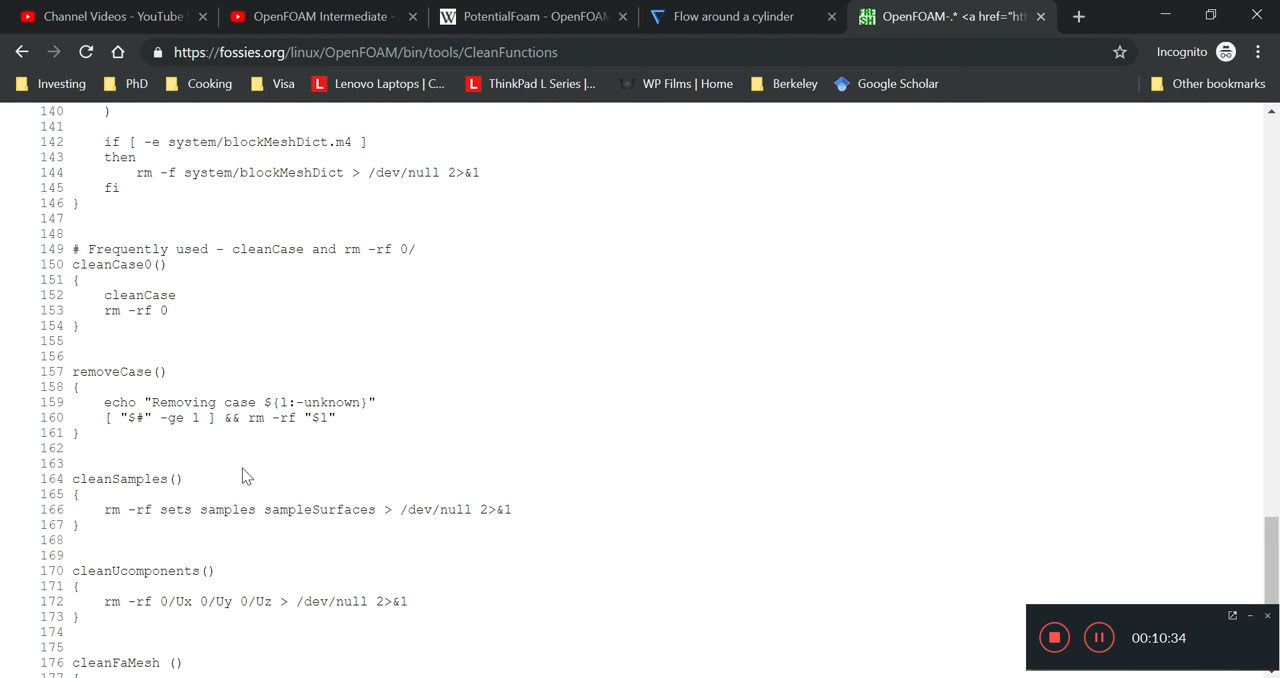 Channel Videos - YouTube
OpenFOAM Intermediate -
W PotentialFoam - OpenFOA
Flow around a cylinder
FRE SH OpenFOAM-.* <a href="ht
https://fossies.org/linux/OpenFOAM/bin/tools/CleanFunctions
Incognito
Investing
PhD
Cooking
Visa
L Lenovo Laptops | C...
L ThinkPad L Series |...
WP Films | Home
Berkeley
Google Scholar
Other bookmarks
140 )
141
142 if [ -e system/blockMeshDict.m4 ]
143 then
144 rm -f system/blockMeshDict > /dev/null 2>&1
145 fi
146 }
147
148
149 # Frequently used - cleanCase and rm -rf 0/
150 cleanCase0()
151 {
152 cleanCase
153 rm -rf 0
154 }
155
156
157 removeCase()
158 {
159 echo "Removing case ${1:-unknown}"
160 [ "$#" -ge 1 ] && rm -rf "$1"
161 }
162
163
164 cleanSamples()
165 {
166 rm -rf sets samples sampleSurfaces > /dev/null 2>&1
167 }
168
169
170 cleanUcomponents()
171 {
172 rm -rf 0/Ux 0/Uy 0/Uz > /dev/null 2>&1
173 }
174
175
176 cleanFaMesh ()
177 {
00:10:34